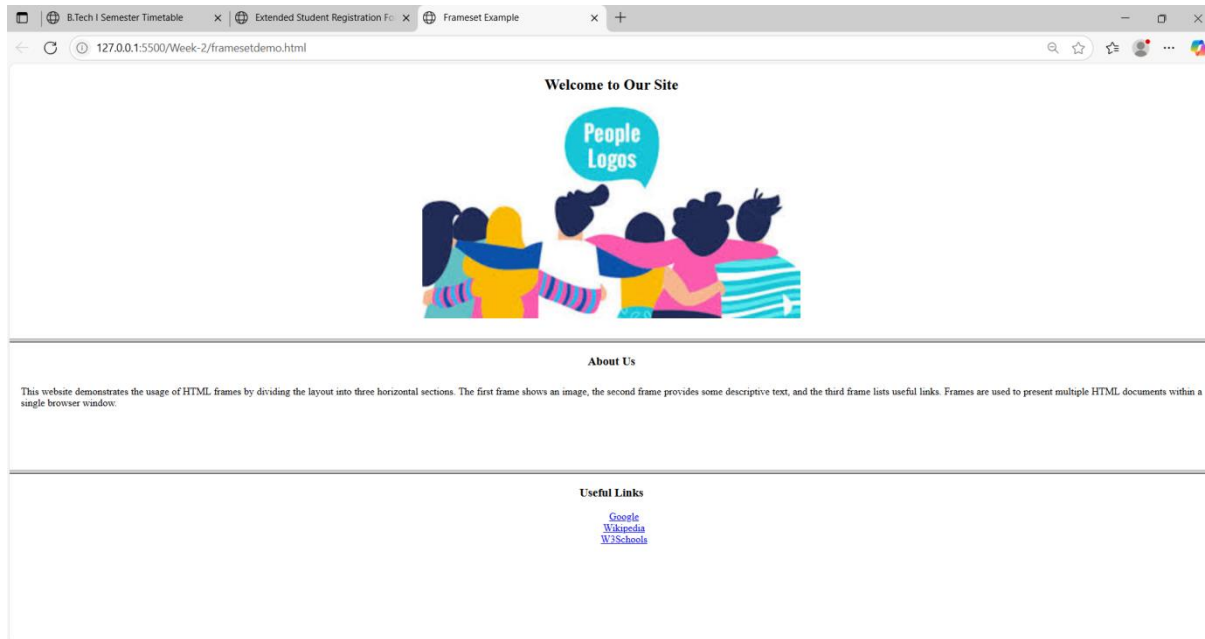 B.Tech I Semester Timetable
Extended Student Registration Fo
Frameset Example
127.0.0.1:5500/Week-2/framesetdemo.html
Welcome to Our Site
People
Logos
About Us
This website demonstrates the usage of HTML frames by dividing the layout into three horizontal sections. The first frame shows an image, the second frame provides some descriptive text, and the third frame lists useful links. Frames are used to present multiple HTML documents within a
single browser window.
Useful Links
Google
Wikipedia
W3Schools